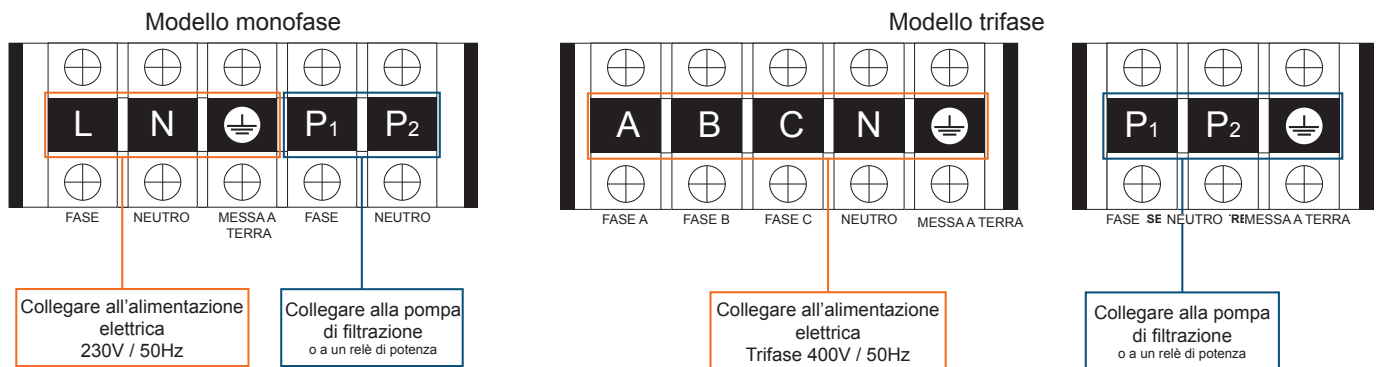 Modello monofase
L N P1 P2
FASE NEUTRO MESSA A TERRA FASE NEUTRO
Collegare all'alimentazione
elettrica
230V / 50Hz
Collegare alla pompa
di filtrazione
o a un relè di potenza
Modello trifase
A B C N
FASE A FASE B FASE C NEUTRO MESSA A TERRA
Collegare all'alimentazione
elettrica
Trifase 400V / 50Hz
P1 P2
FASE SE NEUTRO MESSA A TERRA
Collegare alla pompa
di filtrazione
o a un relè di potenza